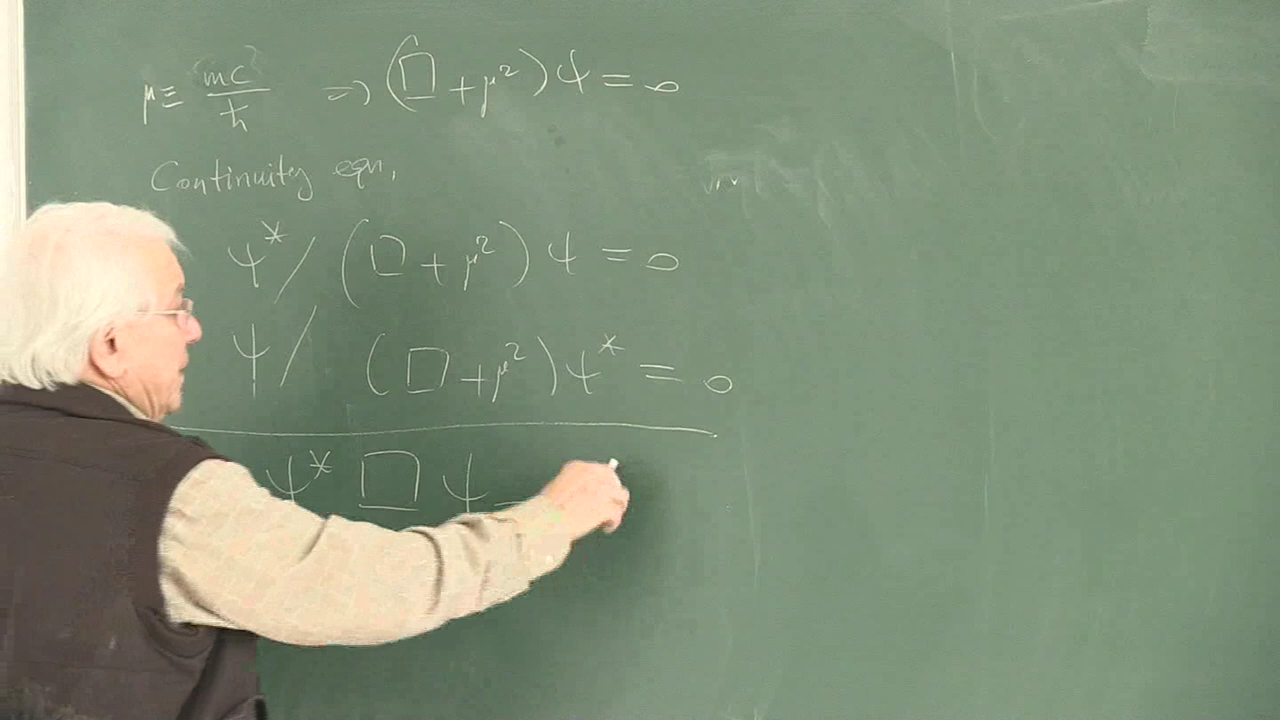 μ ≡ mc/ħ ⇒ (□ + μ²) ψ = 0
Continuity eqn.
ψ* / (□ + μ²) ψ = 0
ψ / (□ + μ²) ψ* = 0
ψ* □ ψ −